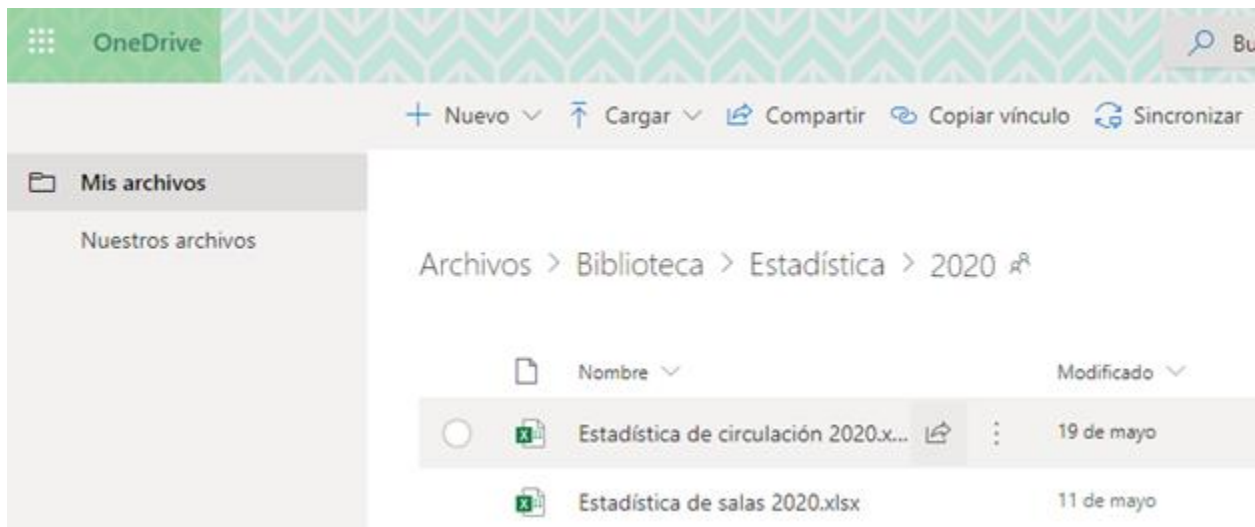 OneDrive
Nuevo Cargar Compartir Copiar vínculo Sincronizar
Mis archivos
Nuestros archivos
Archivos > Biblioteca > Estadística > 2020
Nombre Modificado
Estadística de circulación 2020.x... 19 de mayo
Estadística de salas 2020.xlsx 11 de mayo